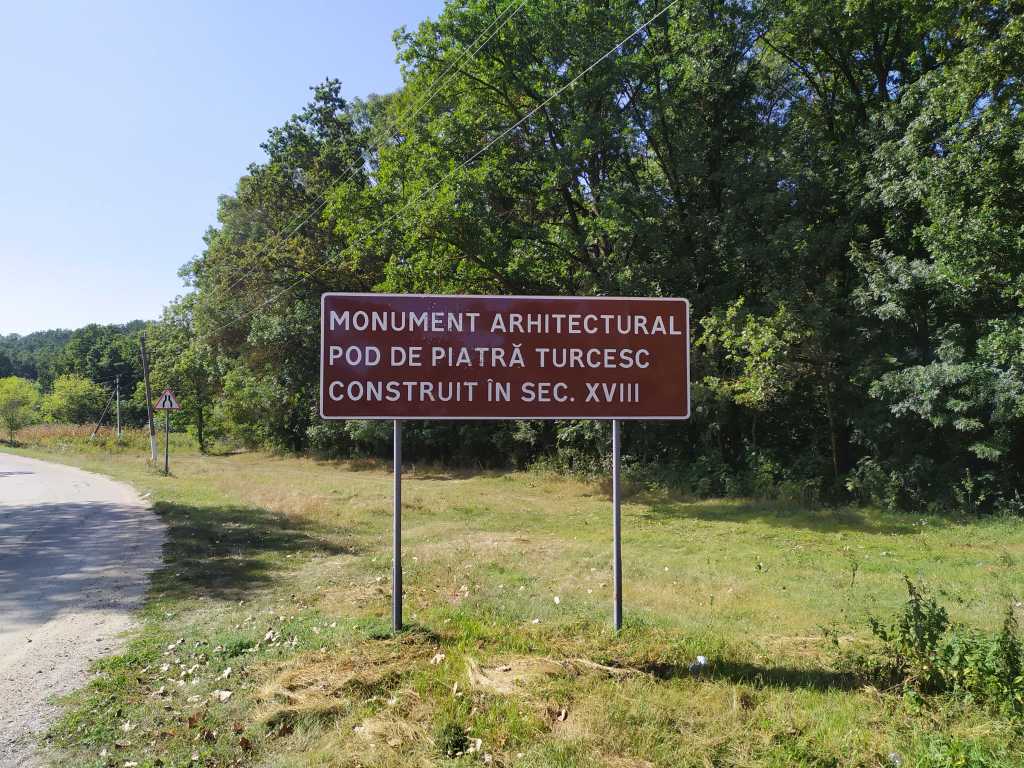 MONUMENT ARHITECTURAL
POD DE PIATRĂ TURCESC
CONSTRUIT ÎN SEC. XVIII